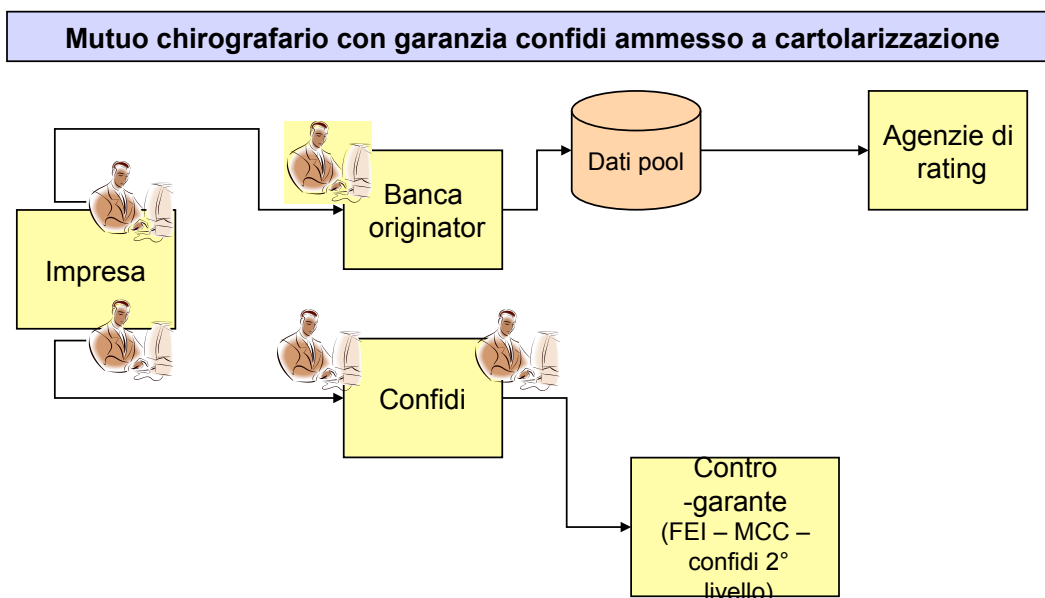 Mutuo chirografario con garanzia confidi ammesso a cartolarizzazione
Impresa
Banca
originator
Dati pool
Agenzie di
rating
Confidi
Contro
-garante
(FEI – MCC –
confidi 2°
livello)